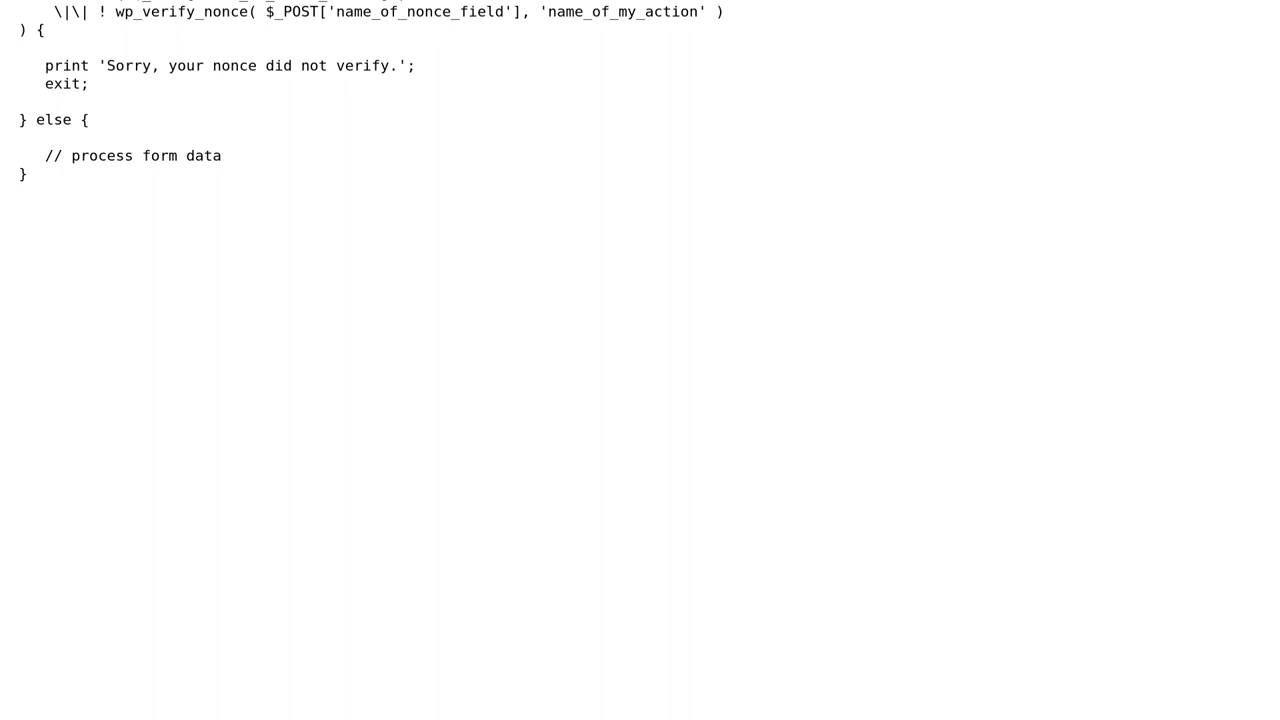 \|\| ! wp_verify_nonce( $_POST['name_of_nonce_field'], 'name_of_my_action' )
) {
print 'Sorry, your nonce did not verify.';
exit;
} else {
// process form data
}